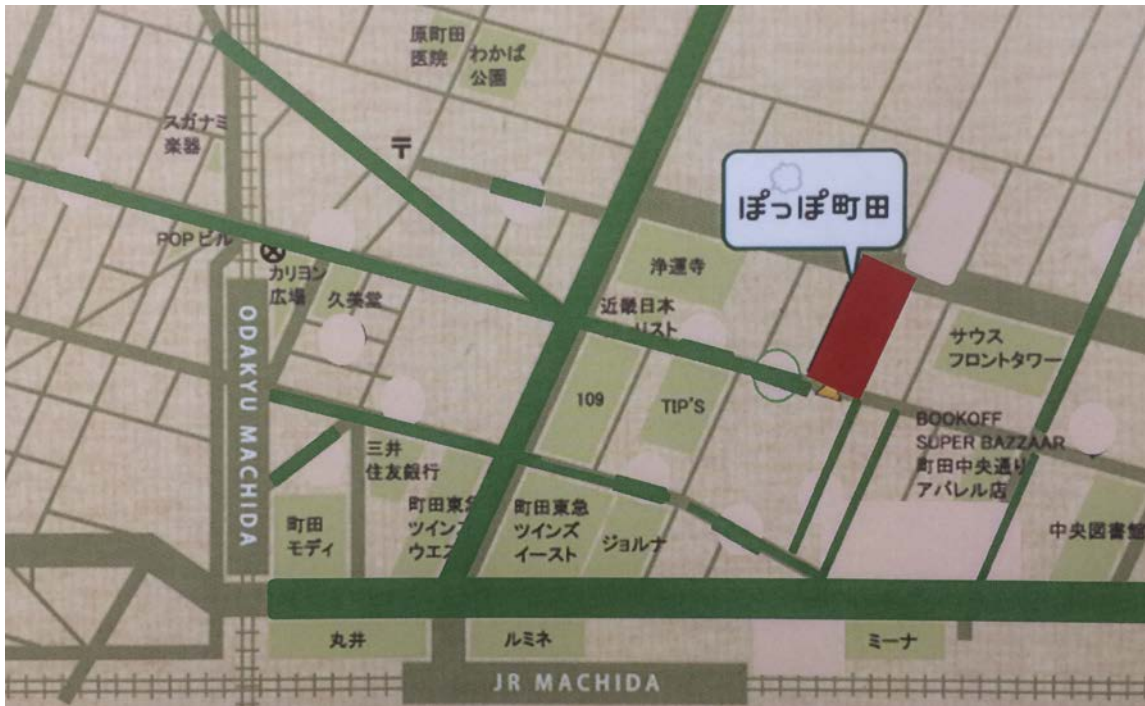 原町田
医院
わかば
公園
スガナミ
楽器
〒
ぽっぽ町田
POPビル
カリヨン
広場
久美堂
浄運寺
近畿日本
リスト
サウス
フロントタワー
ODAKYU MACHIDA
109
TIP'S
BOOKOFF
SUPER BAZZAAR
町田中央通り
アパレル店
三井
住友銀行
町田
モディ
町田東急
ツインズ
ウエス
町田東急
ツインズ
イースト
ジョルナ
中央図書館
丸井
ルミネ
ミーナ
JR MACHIDA